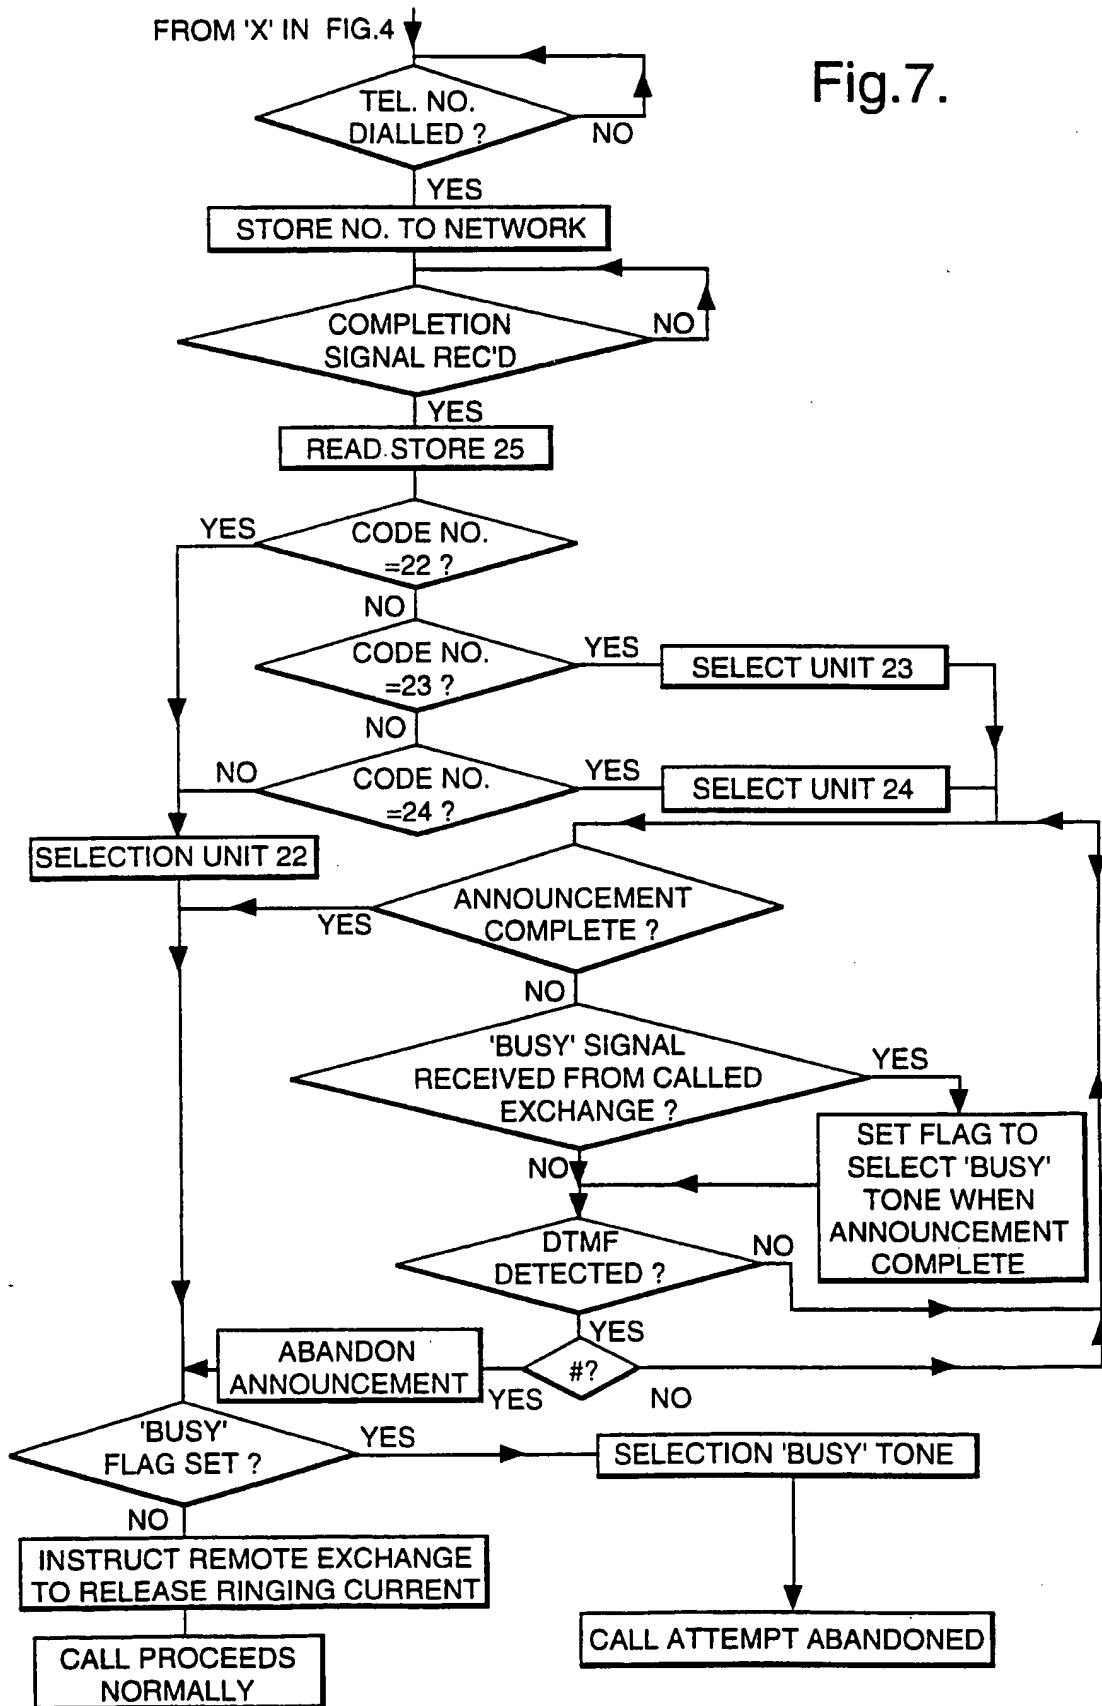 FROM 'X' IN FIG.4
Fig.7.
TEL. NO.
DIALLED ?
NO
YES
STORE NO. TO NETWORK
COMPLETION
SIGNAL REC'D
NO
YES
READ STORE 25
YES
CODE NO.
=22 ?
NO
CODE NO.
=23 ?
YES
SELECT UNIT 23
NO
NO
CODE NO.
=24 ?
YES
SELECT UNIT 24
SELECTION UNIT 22
YES
ANNOUNCEMENT
COMPLETE ?
NO
'BUSY' SIGNAL
RECEIVED FROM CALLED
EXCHANGE ?
YES
SET FLAG TO
SELECT 'BUSY'
TONE WHEN
ANNOUNCEMENT
COMPLETE
NO
DTMF
DETECTED ?
NO
YES
ABANDON
ANNOUNCEMENT
YES
#?
NO
'BUSY'
FLAG SET ?
YES
SELECTION 'BUSY' TONE
NO
INSTRUCT REMOTE EXCHANGE
TO RELEASE RINGING CURRENT
CALL ATTEMPT ABANDONED
CALL PROCEEDS
NORMALLY